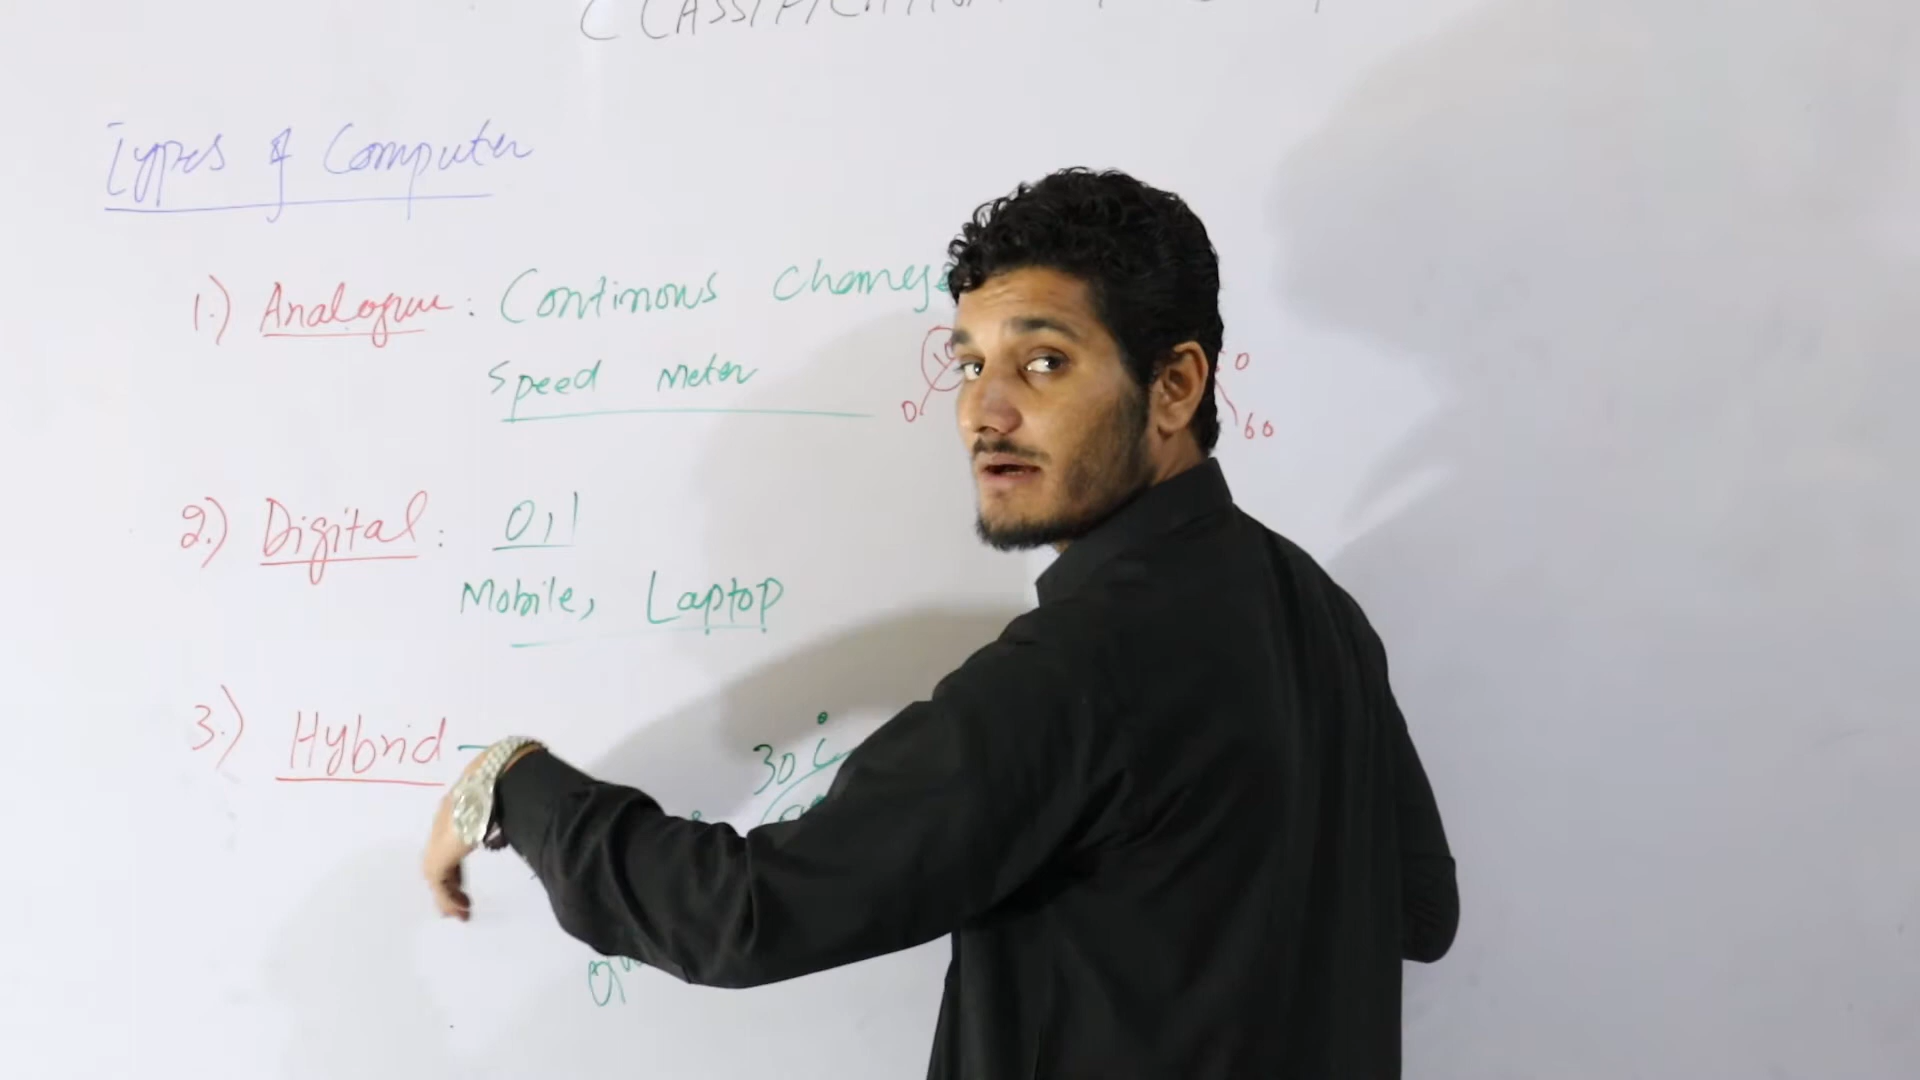 CLASSIFICATION
Types of Computer
1.) Analogue: Continous Changes
Speed Meter
0
0
60
2.) Digital: 0,1
Mobile, Laptop
3.) Hybrid -
30